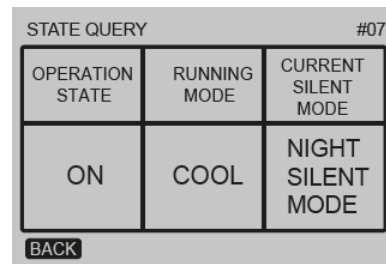 STATE QUERY #07
OPERATION STATE
RUNNING MODE
CURRENT SILENT MODE
ON
COOL
NIGHT SILENT MODE
BACK